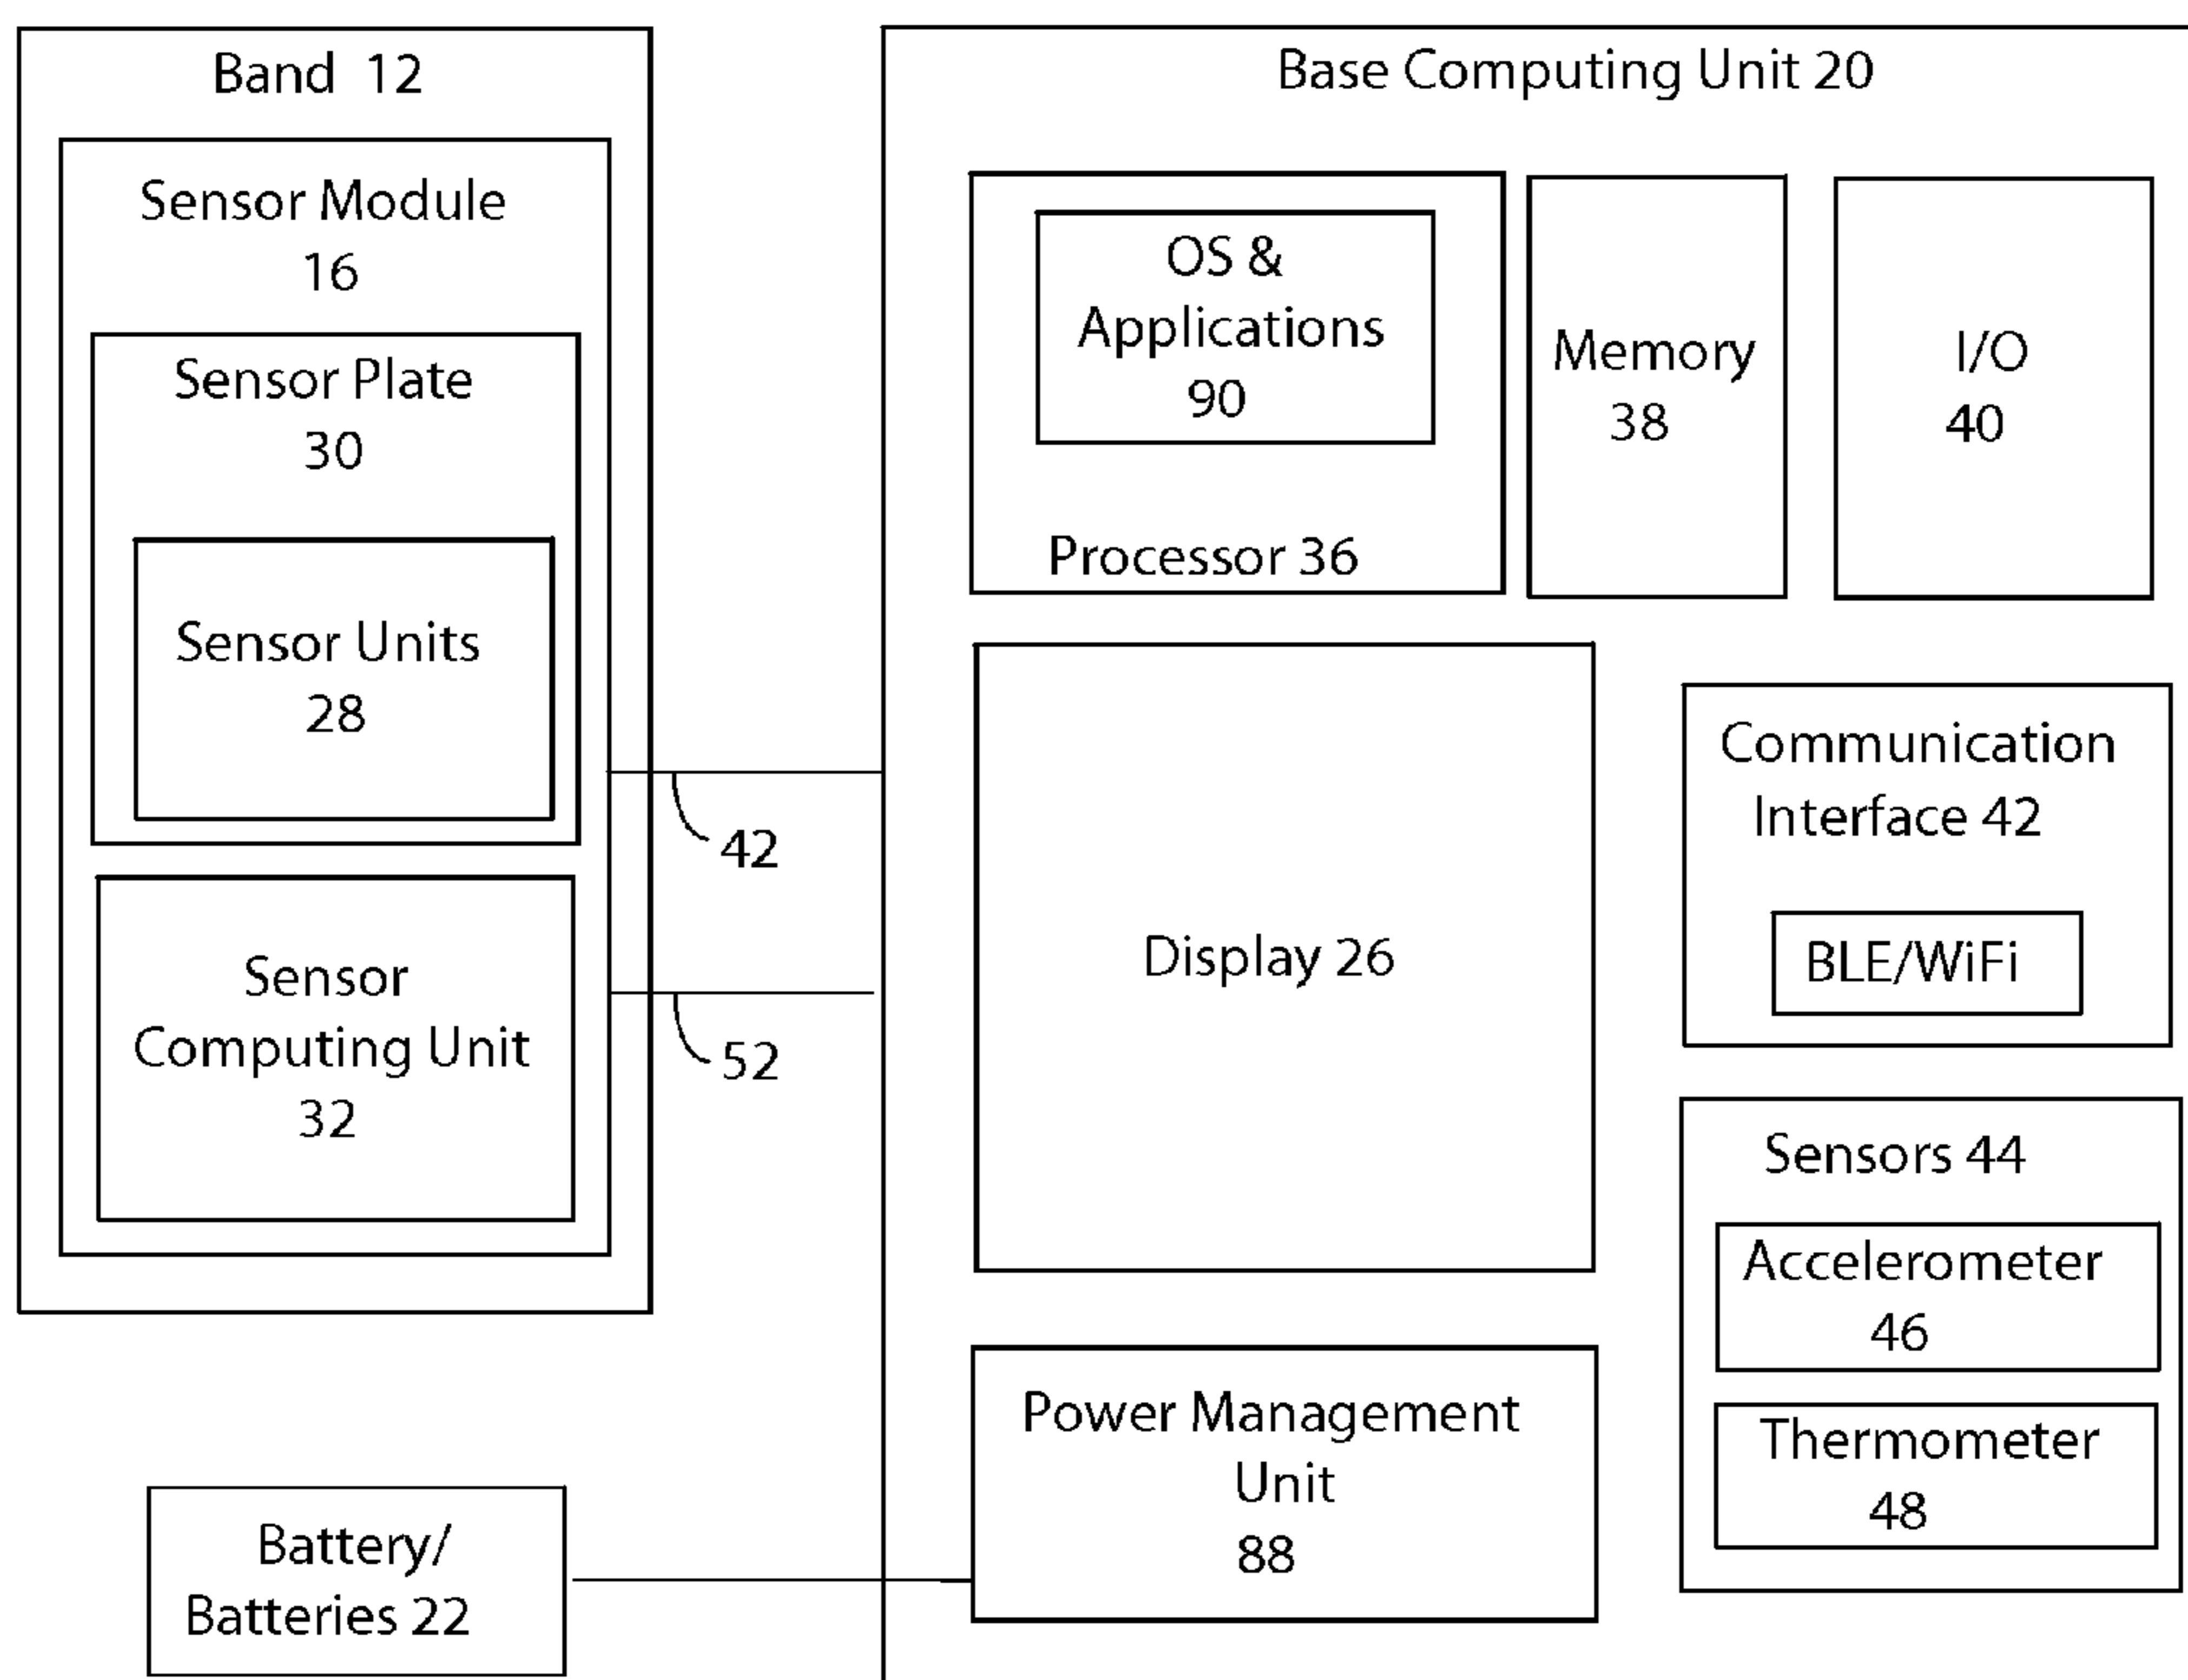 Band 12
Sensor Module
16
Sensor Plate
30
Sensor Units
28
Sensor
Computing Unit
32
42
52
Battery/
Batteries 22
Base Computing Unit 20
OS &
Applications
90
Processor 36
Memory
38
I/O
40
Display 26
Communication
Interface 42
BLE/WiFi
Sensors 44
Accelerometer
46
Thermometer
48
Power Management
Unit
88